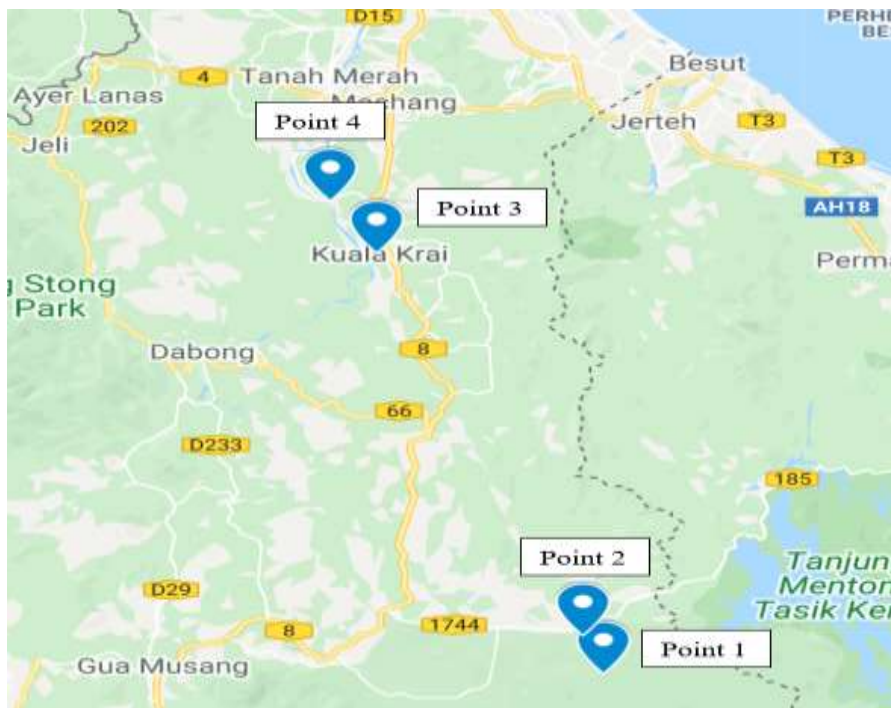 D15
PERH
BE
Besut
4
Tanah Merah
Ayer Lanas
Machang
Point 4
202
Jerteh
T3
Jeli
T3
Point 3
AH18
Kuala Krai
Perma
g Stong
Park
Dabong
8
66
D233
185
Point 2
Tanjun
Menton
Tasik Ke
D29
8
1744
Point 1
Gua Musang